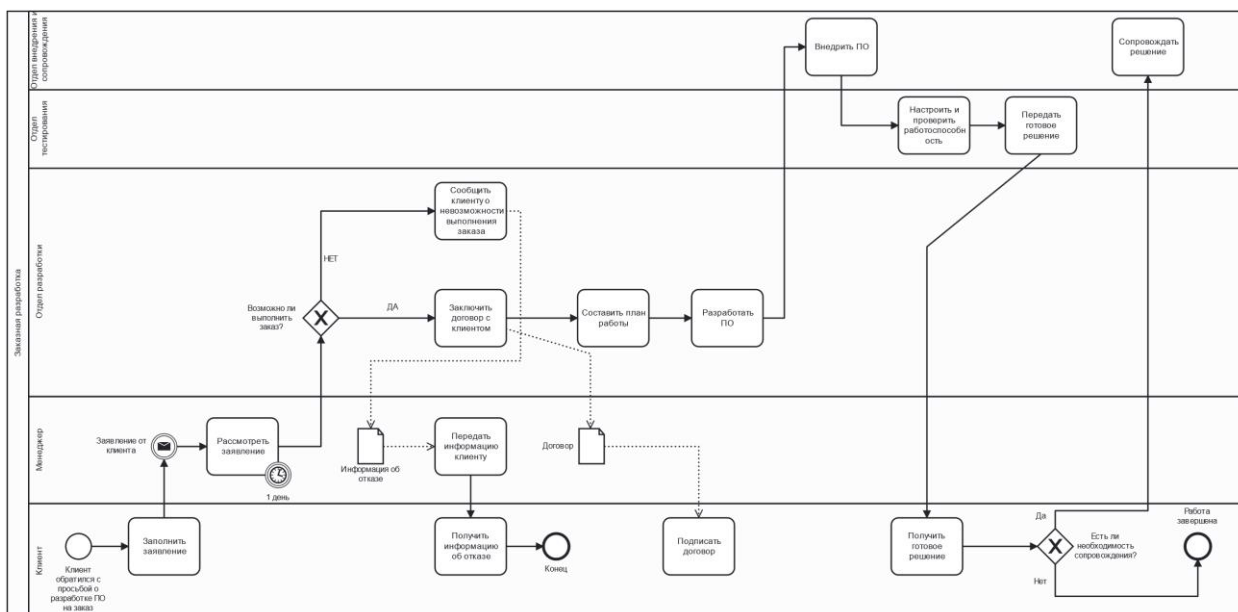 Заказная разработка
Отдел внедрения и
сопровождения
Внедрить ПО
Сопровождать
решение
Отдел
тестирования
Настроить и
проверить
работоспособн
ость
Передать
готовое
решение
Отдел разработки
Сообщить
клиенту о
невозможности
выполнения
заказа
НЕТ
Возможно ли
выполнить
заказ?
ДА
Заключить
договор с
клиентом
Составить план
работы
Разработать
ПО
Менеджер
Заявление от
клиента
Рассмотреть
заявление
1 день
Информация об
отказе
Передать
информацию
клиенту
Договор
Клиент
Клиент
обратился с
просьбой о
разработке ПО
на заказ
Заполнить
заявление
Получить
информацию
об отказе
Конец
Подписать
договор
Получить
готовое
решение
Да
Есть ли
необходимость
сопровождения?
Нет
Работа
завершена